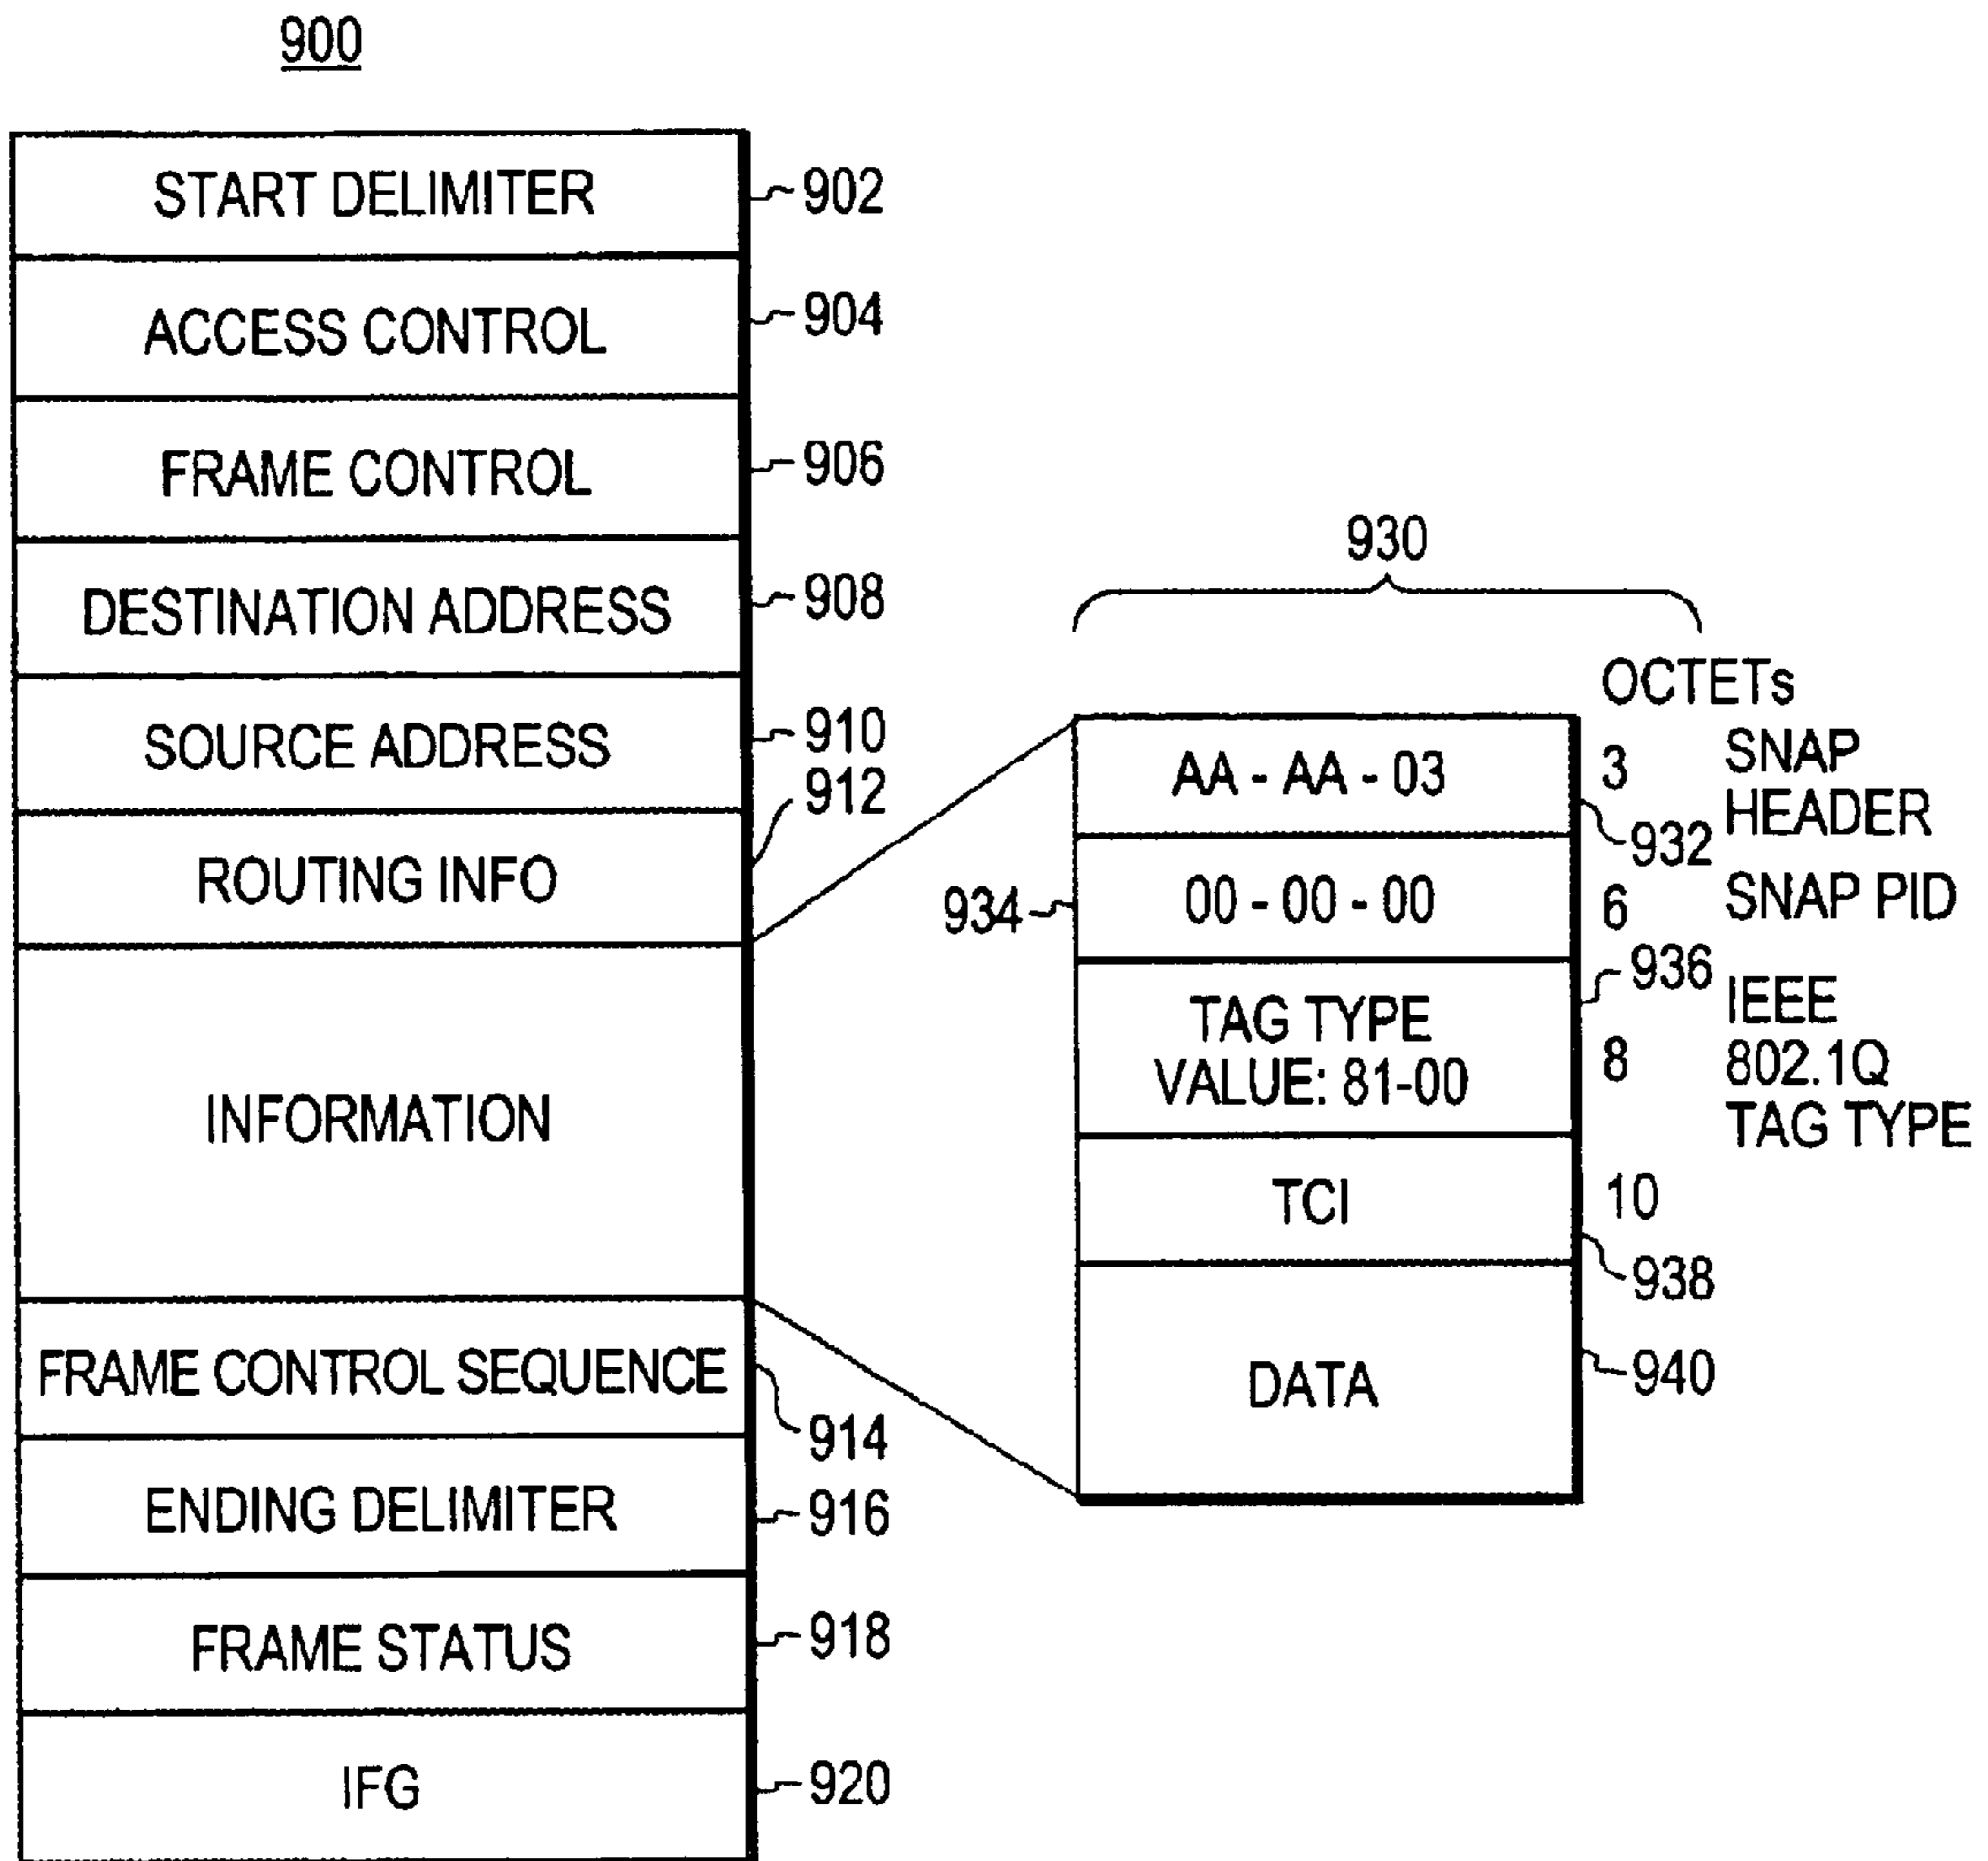 900
START DELIMITER
902
ACCESS CONTROL
904
FRAME CONTROL
906
DESTINATION ADDRESS
908
SOURCE ADDRESS
910
912
ROUTING INFO
INFORMATION
FRAME CONTROL SEQUENCE
914
ENDING DELIMITER
916
FRAME STATUS
918
IFG
920
930
OCTETs
AA - AA - 03
3
SNAP
HEADER
932
934
00 - 00 - 00
6
SNAP PID
936
TAG TYPE
VALUE: 81-00
8
IEEE
802.1Q
TAG TYPE
TCI
10
938
DATA
940